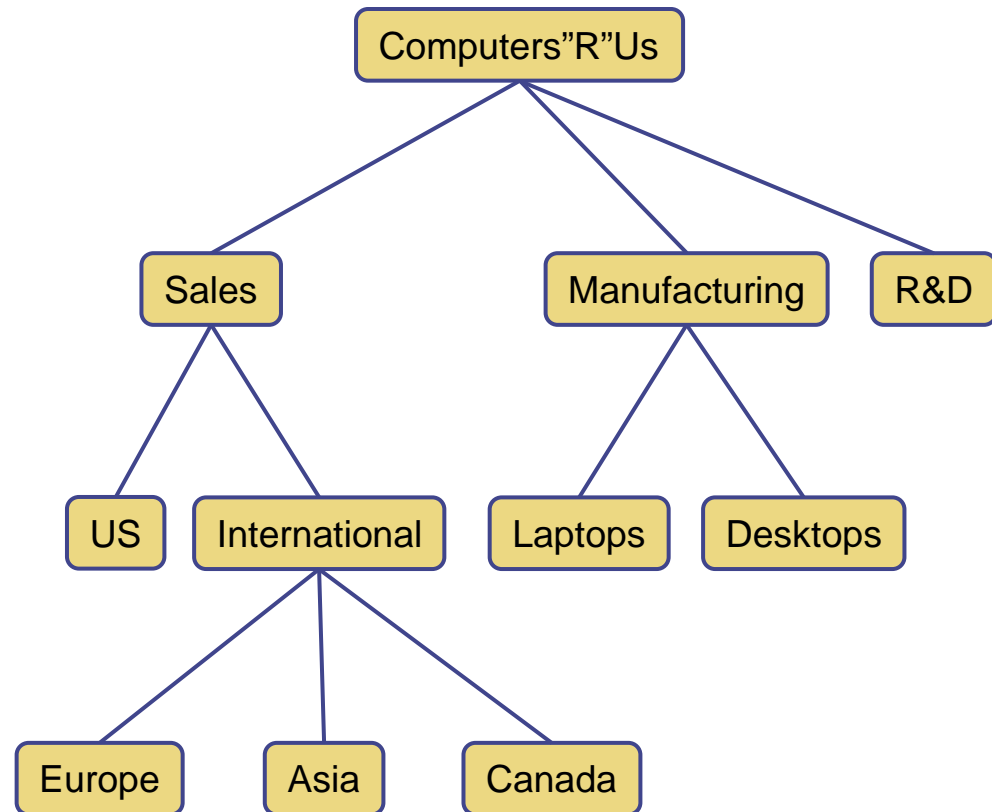 Computers”R”Us
Sales
Manufacturing
R&D
US
International
Laptops
Desktops
Europe
Asia
Canada